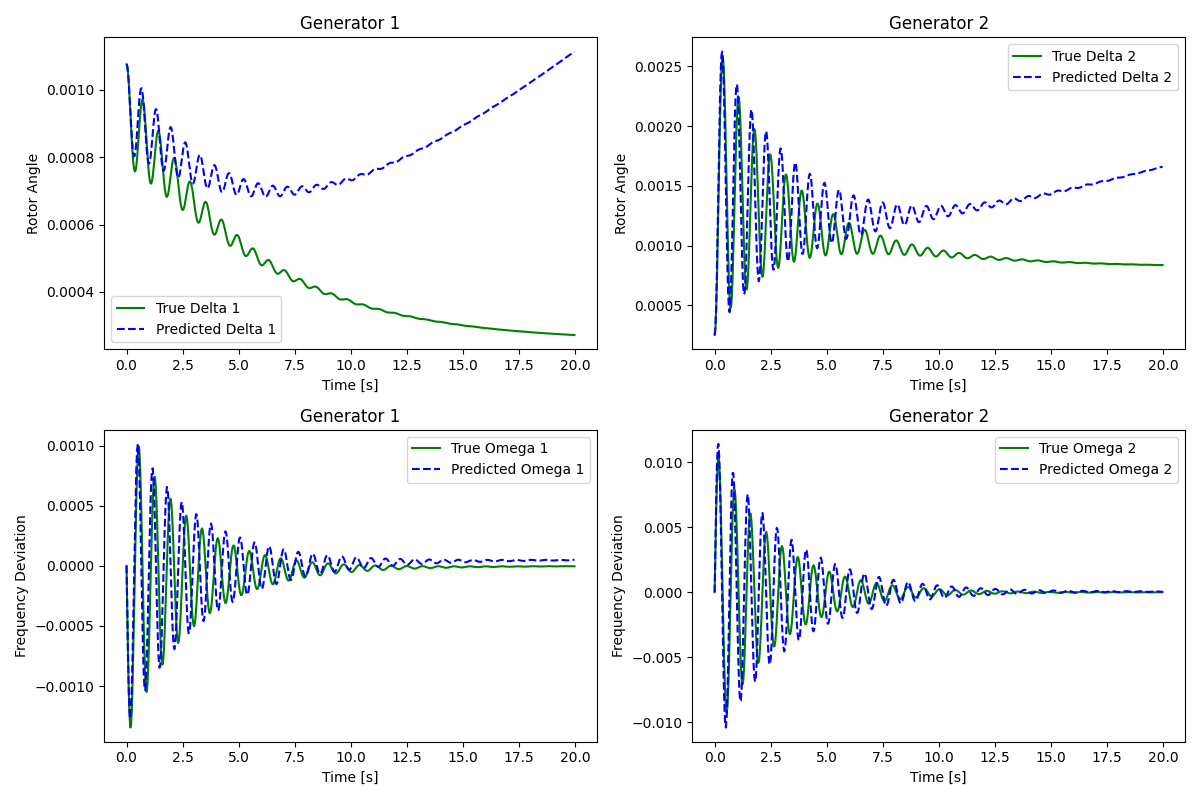 Generator 1
Rotor Angle
0.0010
0.0008
0.0006
0.0004
True Delta 1
Predicted Delta 1
0.0 2.5 5.0 7.5 10.0 12.5 15.0 17.5 20.0
Time [s]
Generator 2
Rotor Angle
0.0025
0.0020
0.0015
0.0010
0.0005
True Delta 2
Predicted Delta 2
0.0 2.5 5.0 7.5 10.0 12.5 15.0 17.5 20.0
Time [s]
Generator 1
Frequency Deviation
0.0010
0.0005
0.0000
−0.0005
−0.0010
True Omega 1
Predicted Omega 1
0.0 2.5 5.0 7.5 10.0 12.5 15.0 17.5 20.0
Time [s]
Generator 2
Frequency Deviation
0.010
0.005
0.000
−0.005
−0.010
True Omega 2
Predicted Omega 2
0.0 2.5 5.0 7.5 10.0 12.5 15.0 17.5 20.0
Time [s]